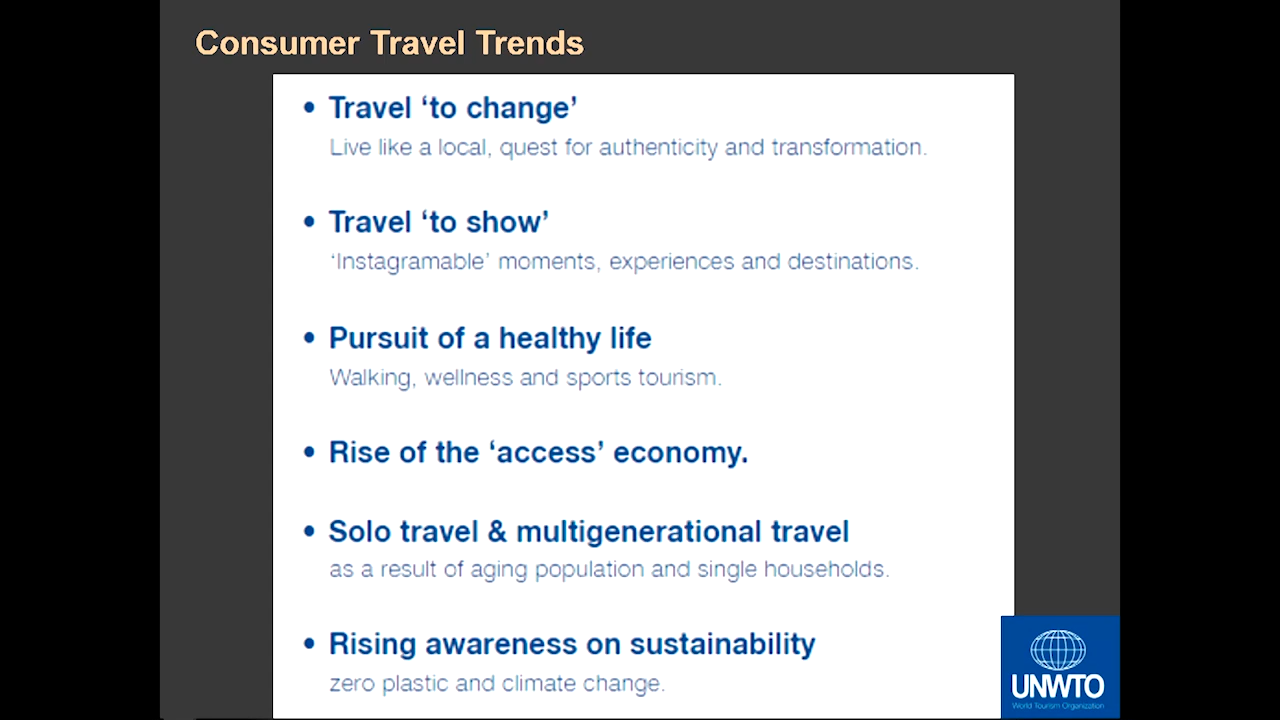 Consumer Travel Trends
• Travel ‘to change’
Live like a local, quest for authenticity and transformation.
• Travel ‘to show’
‘Instagramable’ moments, experiences and destinations.
• Pursuit of a healthy life
Walking, wellness and sports tourism.
• Rise of the ‘access’ economy.
• Solo travel & multigenerational travel
as a result of aging population and single households.
• Rising awareness on sustainability
zero plastic and climate change.
UNWTO
World Tourism Organization